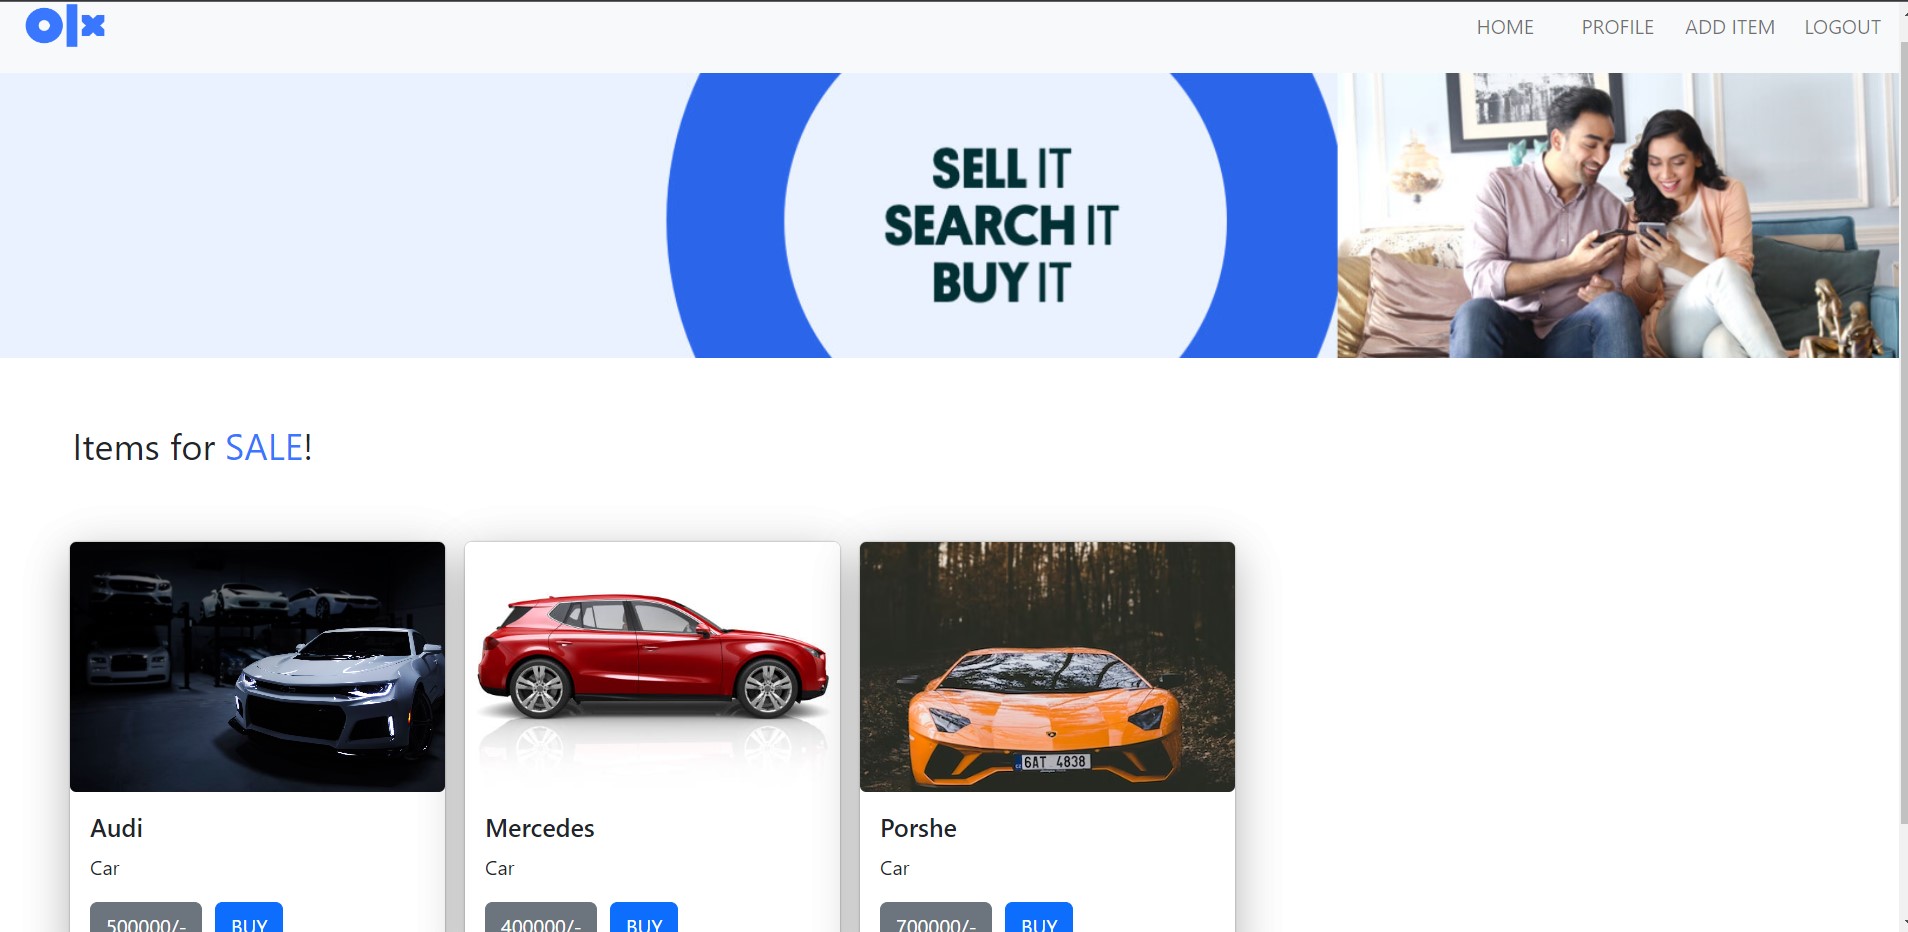 olx
HOME PROFILE ADD ITEM LOGOUT
SELL IT
SEARCH IT
BUY IT
Items for SALE!
6AT 4838
Audi
Car
500000/- BUY
Mercedes
Car
400000/- BUY
Porshe
Car
700000/- BUY